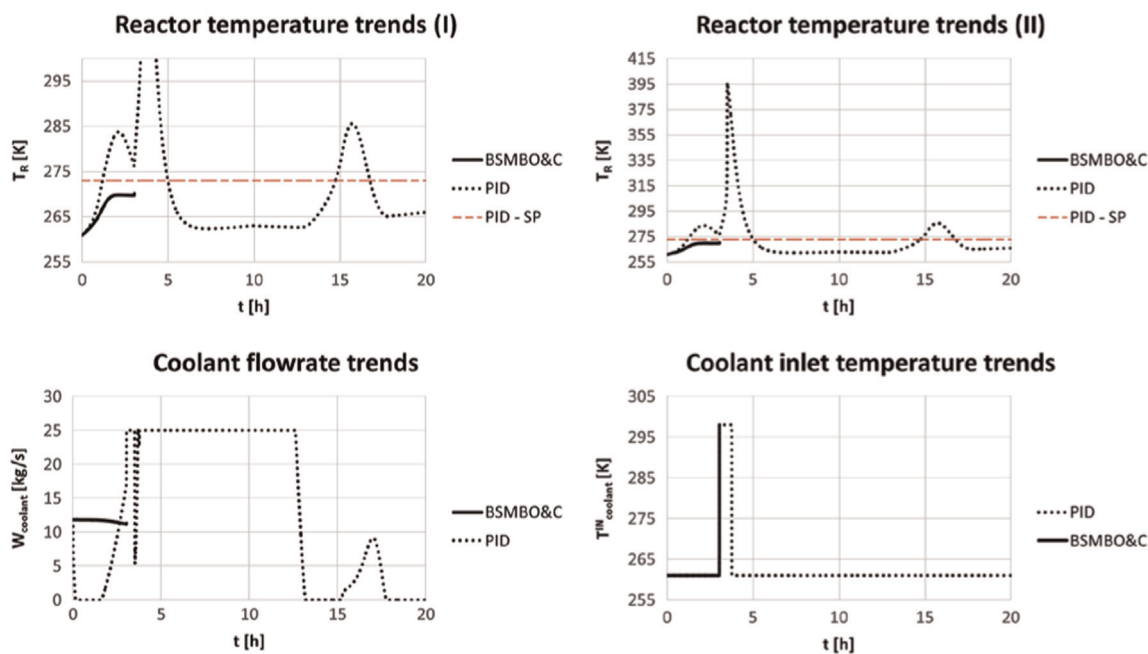 Reactor temperature trends (I)
295
285
275
265
255
T_R [K]
0 5 10 15 20
t [h]
BSMBO&C
PID
PID - SP
Reactor temperature trends (II)
415
395
375
355
335
315
295
275
255
T_R [K]
0 5 10 15 20
t [h]
BSMBO&C
PID
PID - SP
Coolant flowrate trends
30
25
20
15
10
5
0
W_coolant [kg/s]
0 5 10 15 20
t [h]
BSMBO&C
PID
Coolant inlet temperature trends
305
295
285
275
265
255
T^IN_coolant [K]
0 5 10 15 20
t [h]
PID
BSMBO&C